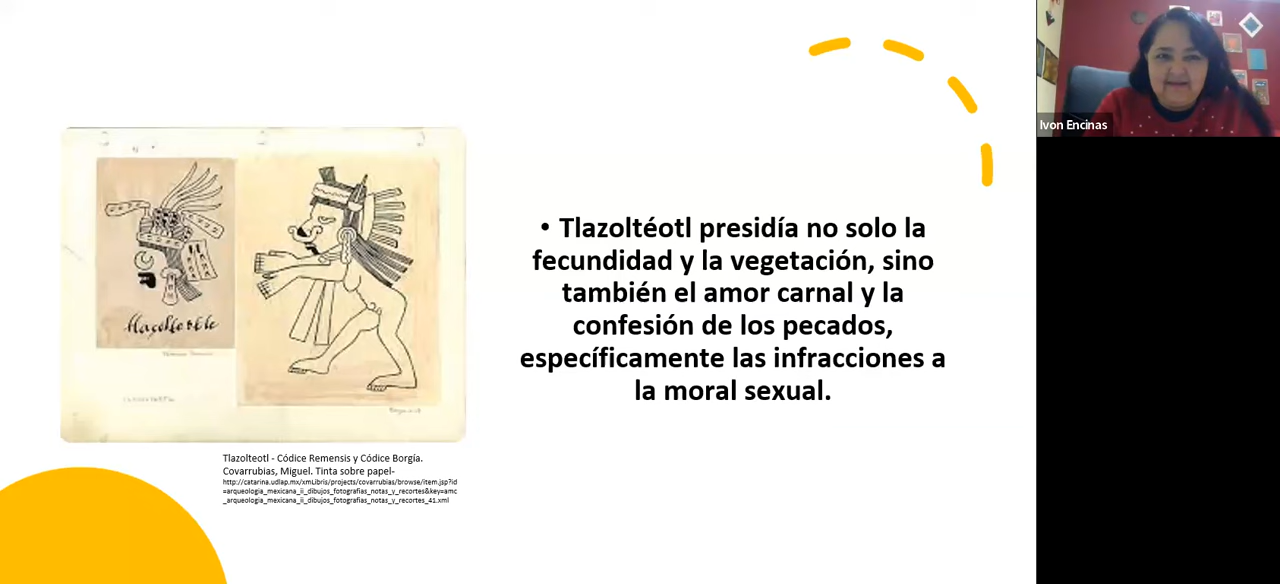 • Tlazoltéotl presidía no solo la
fecundidad y la vegetación, sino
también el amor carnal y la
confesión de los pecados,
específicamente las infracciones a
la moral sexual.
Tlazolteotl - Códice Remensis y Códice Borgía.
Covarrubias, Miguel. Tinta sobre papel-
http://catarina.udlap.mx/xmLibris/projects/covarrubias/browse/item.jsp?id
=arqueologia_mexicana_ii_dibujos_fotografias_notas_y_recortes&key=amc
_arqueologia_mexicana_ii_dibujos_fotografias_notas_y_recortes_41.xml
Ivon Encinas